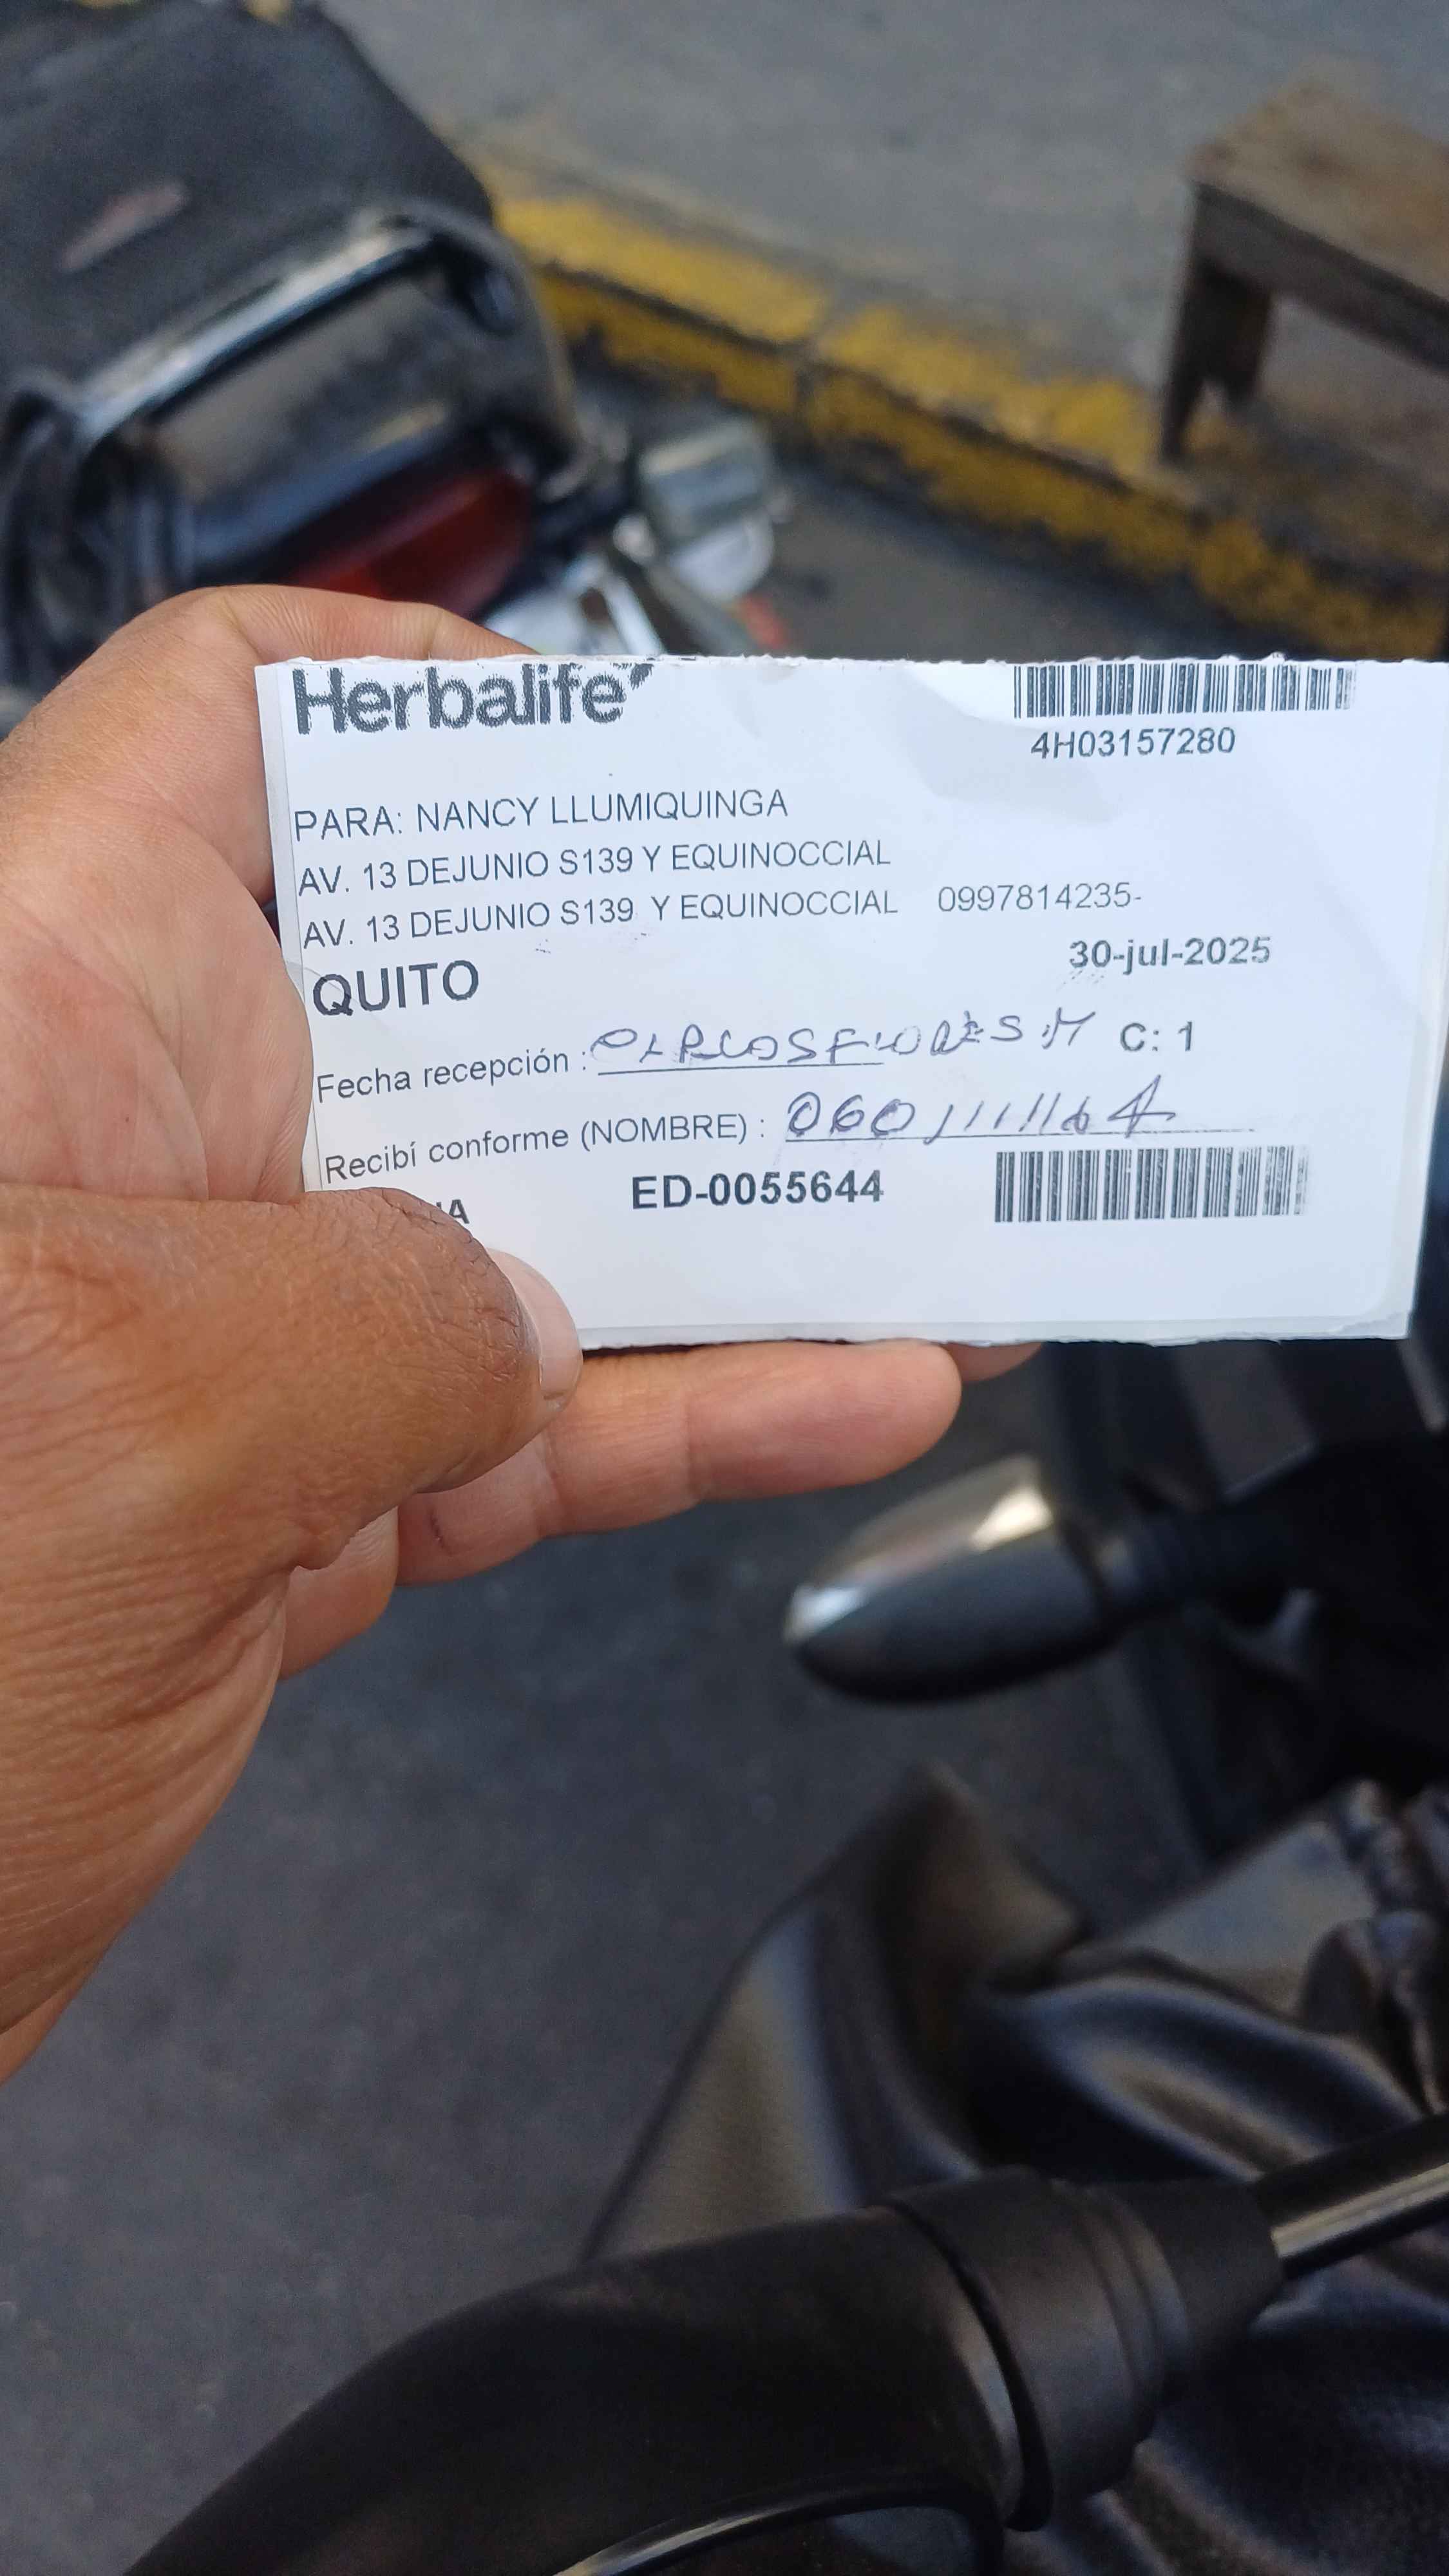 Herbalife
4H03157280
PARA: NANCY LLUMIQUINGA
AV. 13 DEJUNIO S139 Y EQUINOCCIAL
AV. 13 DEJUNIO S139 Y EQUINOCCIAL 0997814235-
30-jul-2025
QUITO
Fecha recepción : C: 1
Recibí conforme (NOMBRE) :
ED-0055644